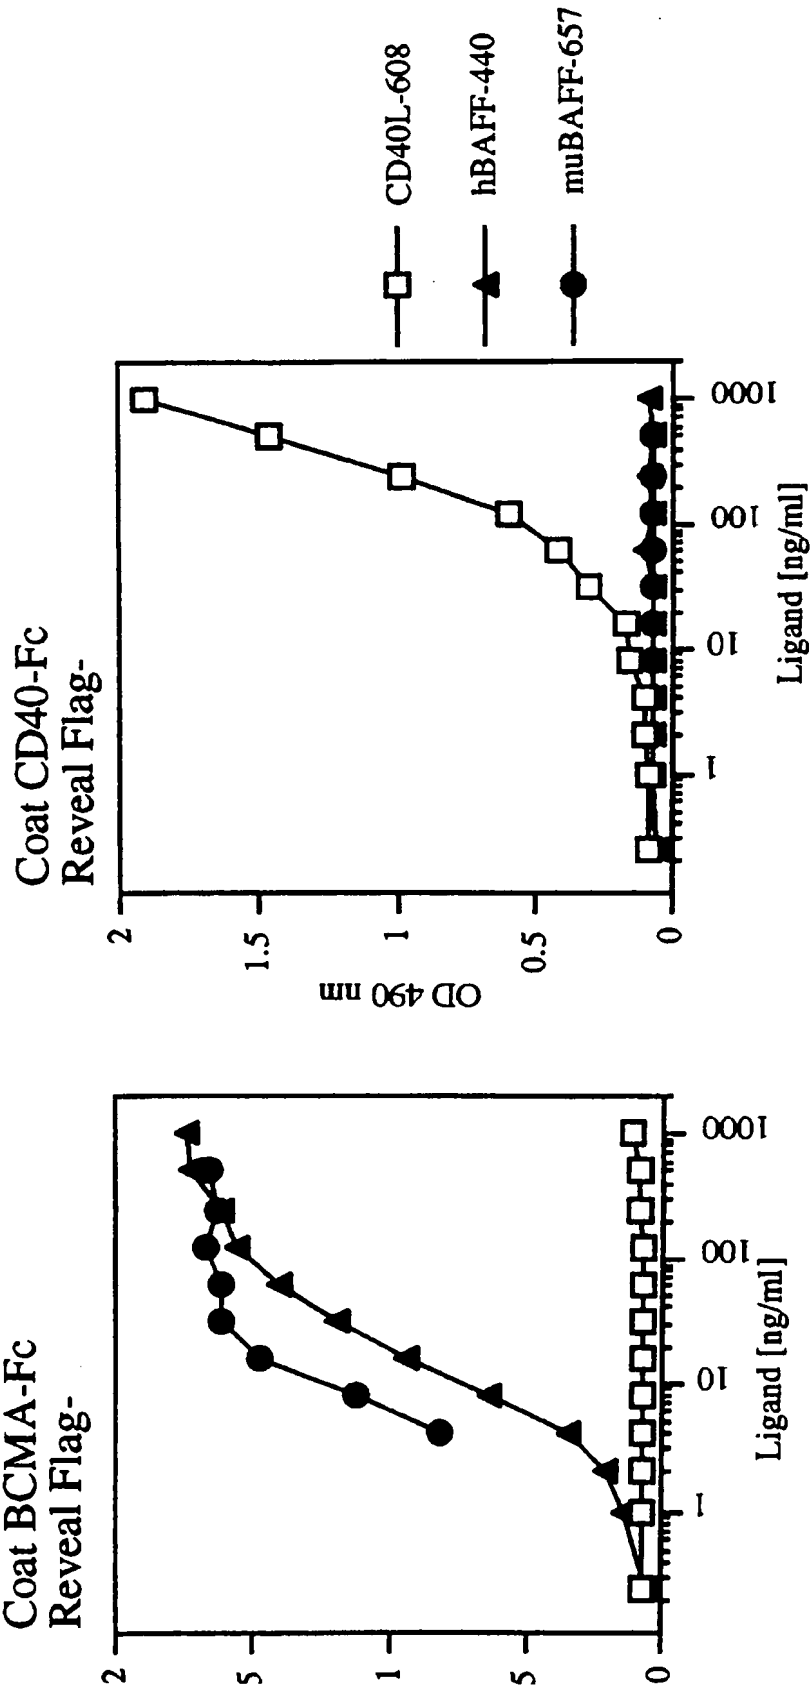 Coat BCMA-Fc
Reveal Flag-
2
5
1
5
0
1
10
100
1000
Ligand [ng/ml]
Coat CD40-Fc
Reveal Flag-
OD 490 nm
2
1.5
1
0.5
0
1
10
100
1000
Ligand [ng/ml]
CD40L-608
hBAFF-440
muBAFF-657